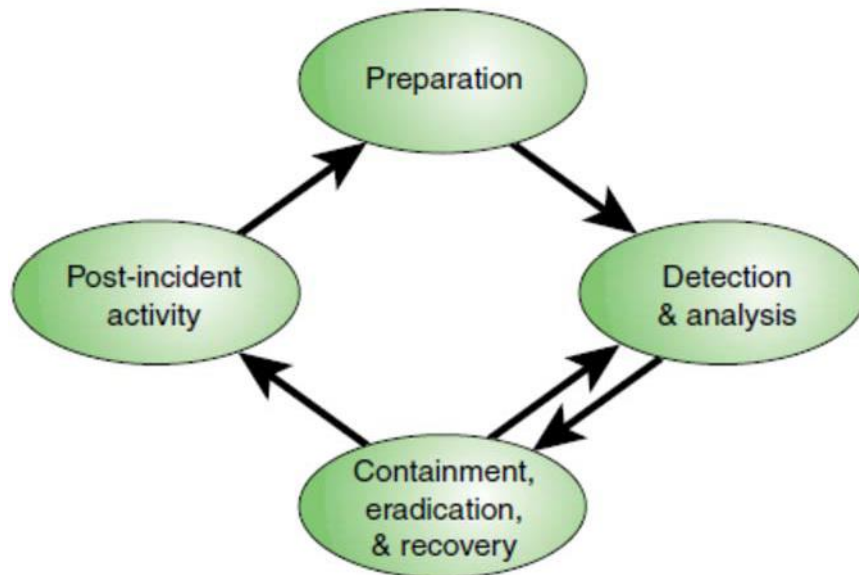 Preparation
Post-incident
activity
Detection
& analysis
Containment,
eradication,
& recovery